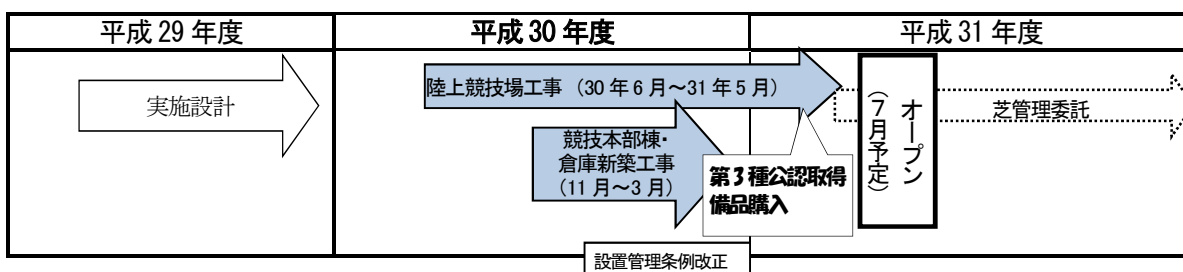 平成 29 年度
平成 30 年度
平成 31 年度
実施設計
陸上競技場工事（30 年 6 月～31 年 5 月）
競技本部棟・
倉庫新築工事
（11 月～3 月）
第3種公認取得
備品購入
オープン
（7月予定）
芝管理委託
設置管理条例改正